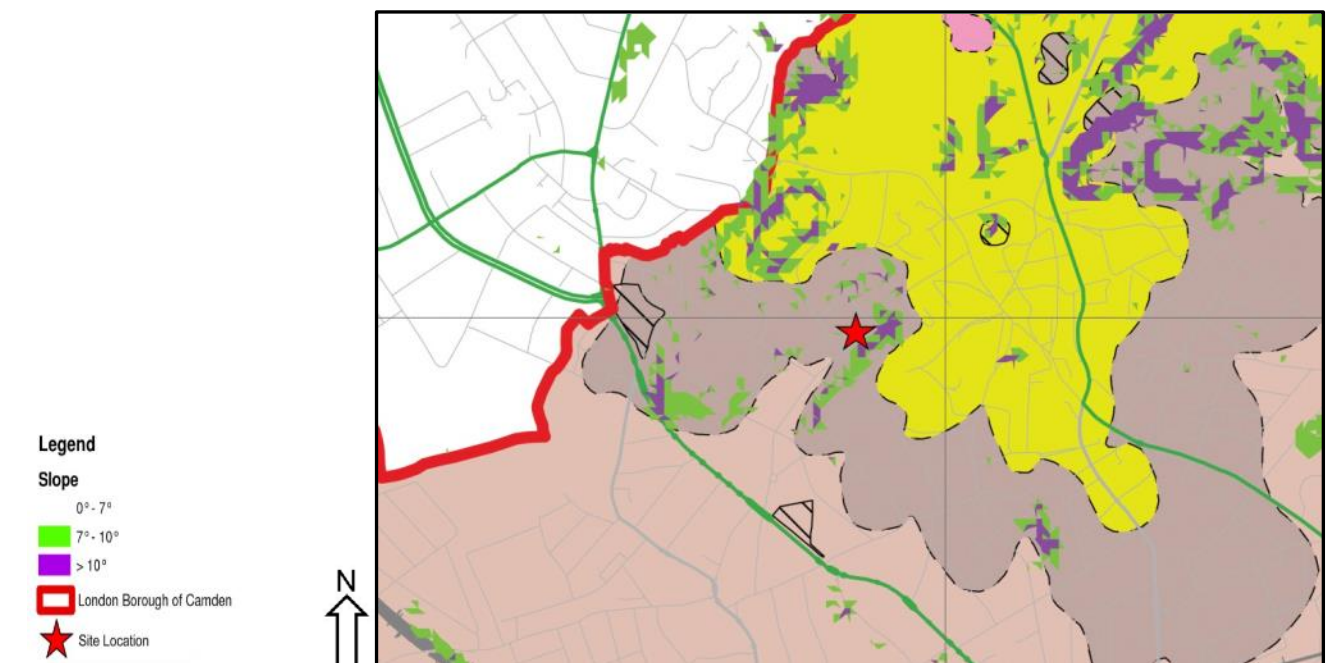 Legend
Slope
0° - 7°
7° - 10°
> 10°
London Borough of Camden
Site Location
N